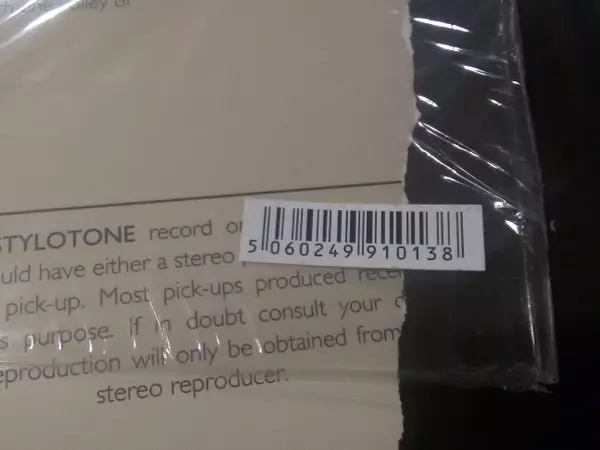 STYLOTONE record
uld have either a stereo
5 060249 910138
pick-up. Most pick-ups produced
s purpose. If in doubt consult your
eproduction will only be obtained from
stereo reproducer.